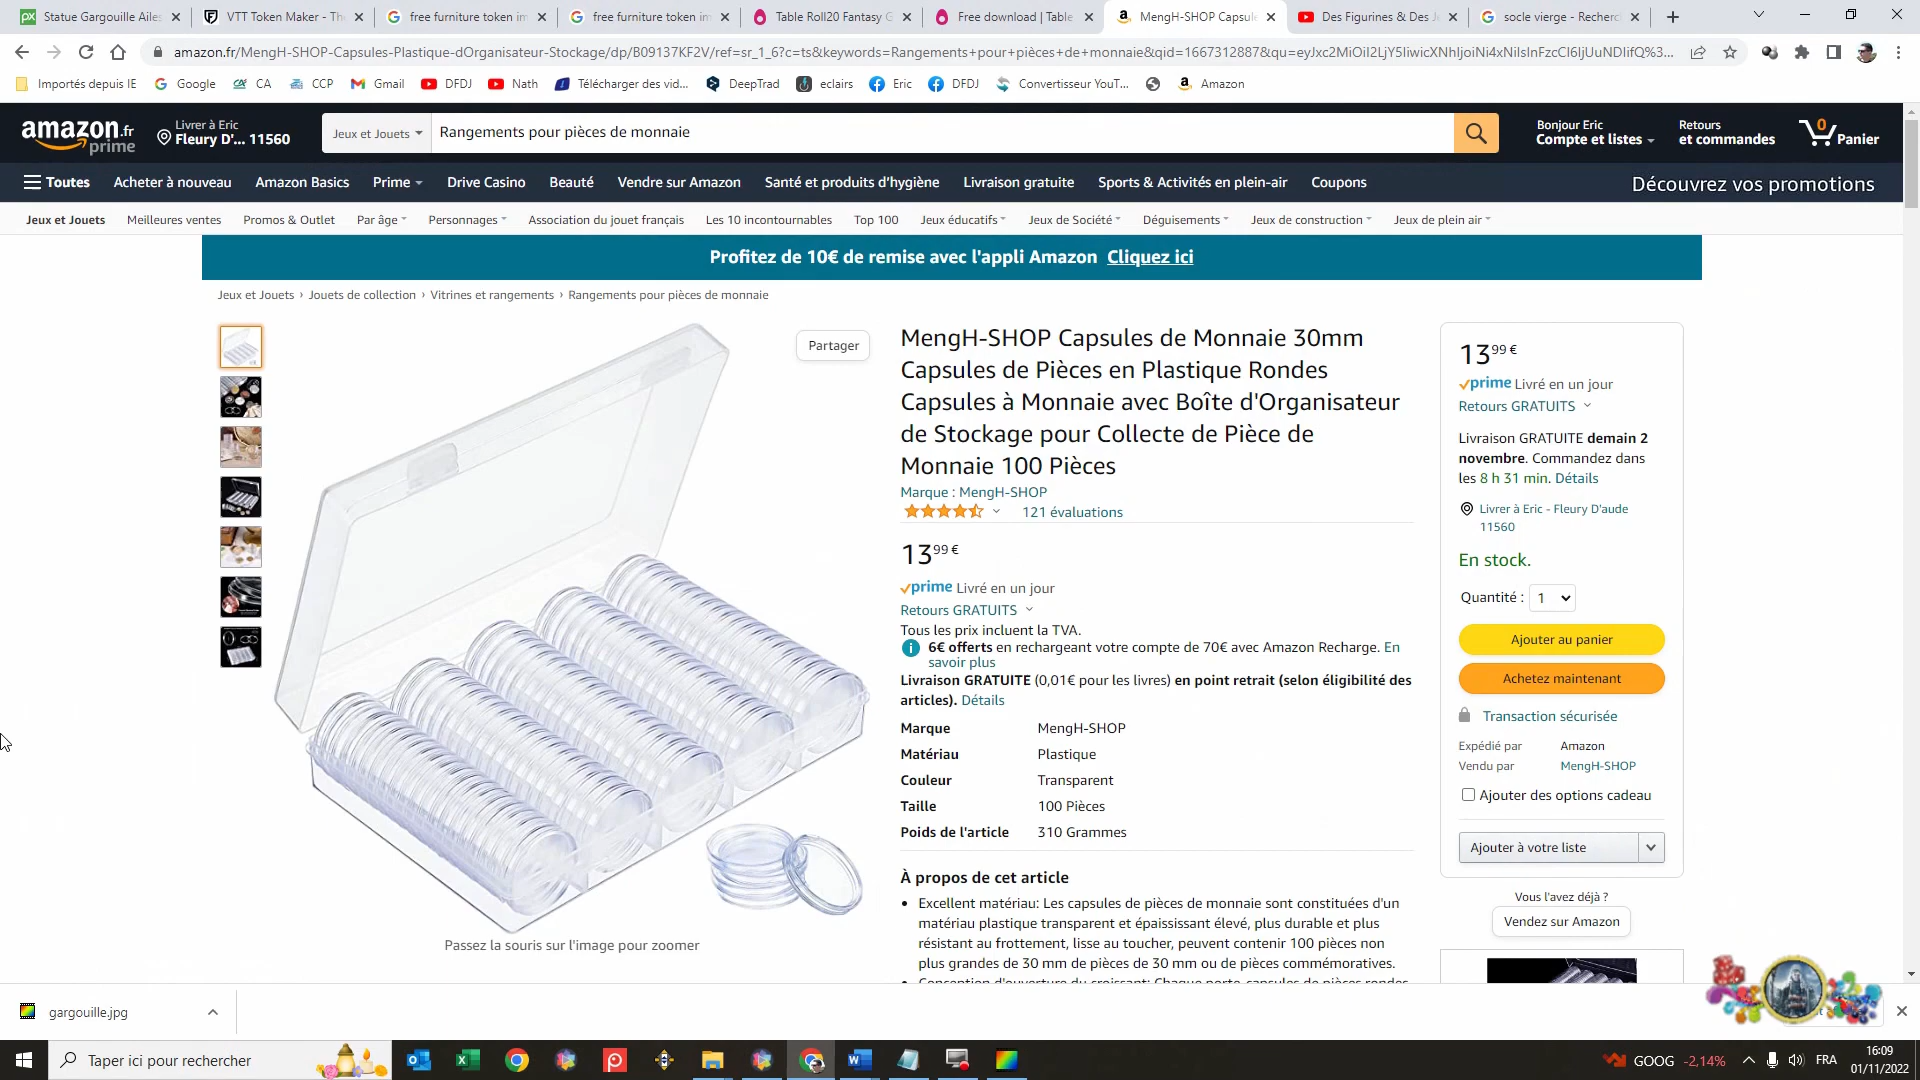 Statue Gargouille Ailes
VTT Token Maker - The
free furniture token im
free furniture token im
Table Roll20 Fantasy G
Free download | Table
MengH-SHOP Capsule
Des Figurines & Des J
socle vierge - Recherc
amazon.fr/MengH-SHOP-Capsules-Plastique-dOrganisateur-Stockage/dp/B09137KF2V/ref=sr_1_6?c=ts&keywords=Rangements+pour+pièces+de+monnaie&qid=1667312887&qu=eyJxc2MiOiI2LjY5IiwicXNhIjoiNi4xNiIsInFzcCI6IjUuNDIifQ%3...
Importés depuis IE
Google
CA
CCP
Gmail
DFDJ
Nath
Télécharger des vid...
DeepTrad
eclairs
Eric
DFDJ
Convertisseur YouT...
Amazon
amazon.fr
prime
Livrer à Eric
Fleury D'... 11560
Jeux et Jouets
Rangements pour pièces de monnaie
Bonjour Eric
Compte et listes
Retours
et commandes
0
Panier
Toutes
Acheter à nouveau
Amazon Basics
Prime
Drive Casino
Beauté
Vendre sur Amazon
Santé et produits d'hygiène
Livraison gratuite
Sports & Activités en plein-air
Coupons
Découvrez vos promotions
Jeux et Jouets
Meilleures ventes
Promos & Outlet
Par âge
Personnages
Association du jouet français
Les 10 incontournables
Top 100
Jeux éducatifs
Jeux de Société
Déguisements
Jeux de construction
Jeux de plein air
Profitez de 10€ de remise avec l'appli Amazon Cliquez ici
Jeux et Jouets › Jouets de collection › Vitrines et rangements › Rangements pour pièces de monnaie
Partager
MengH-SHOP Capsules de Monnaie 30mm
Capsules de Pièces en Plastique Rondes
Capsules à Monnaie avec Boîte d'Organisateur
de Stockage pour Collecte de Pièce de
Monnaie 100 Pièces
Marque : MengH-SHOP
121 évaluations
13,99 €
prime Livré en un jour
Retours GRATUITS
Tous les prix incluent la TVA.
6€ offerts en rechargeant votre compte de 70€ avec Amazon Recharge. En
savoir plus
Livraison GRATUITE (0,01€ pour les livres) en point retrait (selon éligibilité des
articles). Détails
Marque MengH-SHOP
Matériau Plastique
Couleur Transparent
Taille 100 Pièces
Poids de l'article 310 Grammes
À propos de cet article
• Excellent matériau: Les capsules de pièces de monnaie sont constituées d'un
matériau plastique transparent et épaississant élevé, plus durable et plus
résistant au frottement, lisse au toucher, peuvent contenir 100 pièces non
plus grandes de 30 mm de pièces de 30 mm ou de pièces commémoratives.
• Conception d'ouverture du croissant: Chaque porte-capsules de pièces rondes
Passez la souris sur l'image pour zoomer
13,99 €
prime Livré en un jour
Retours GRATUITS
Livraison GRATUITE demain 2
novembre. Commandez dans
les 8 h 31 min. Détails
Livrer à Eric - Fleury D'aude
11560
En stock.
Quantité : 1
Ajouter au panier
Achetez maintenant
Transaction sécurisée
Expédié par Amazon
Vendu par MengH-SHOP
Ajouter des options cadeau
Ajouter à votre liste
Vous l'avez déjà ?
Vendez sur Amazon
gargouille.jpg
Taper ici pour rechercher
GOOG -2,14%
FRA
16:09
01/11/2022